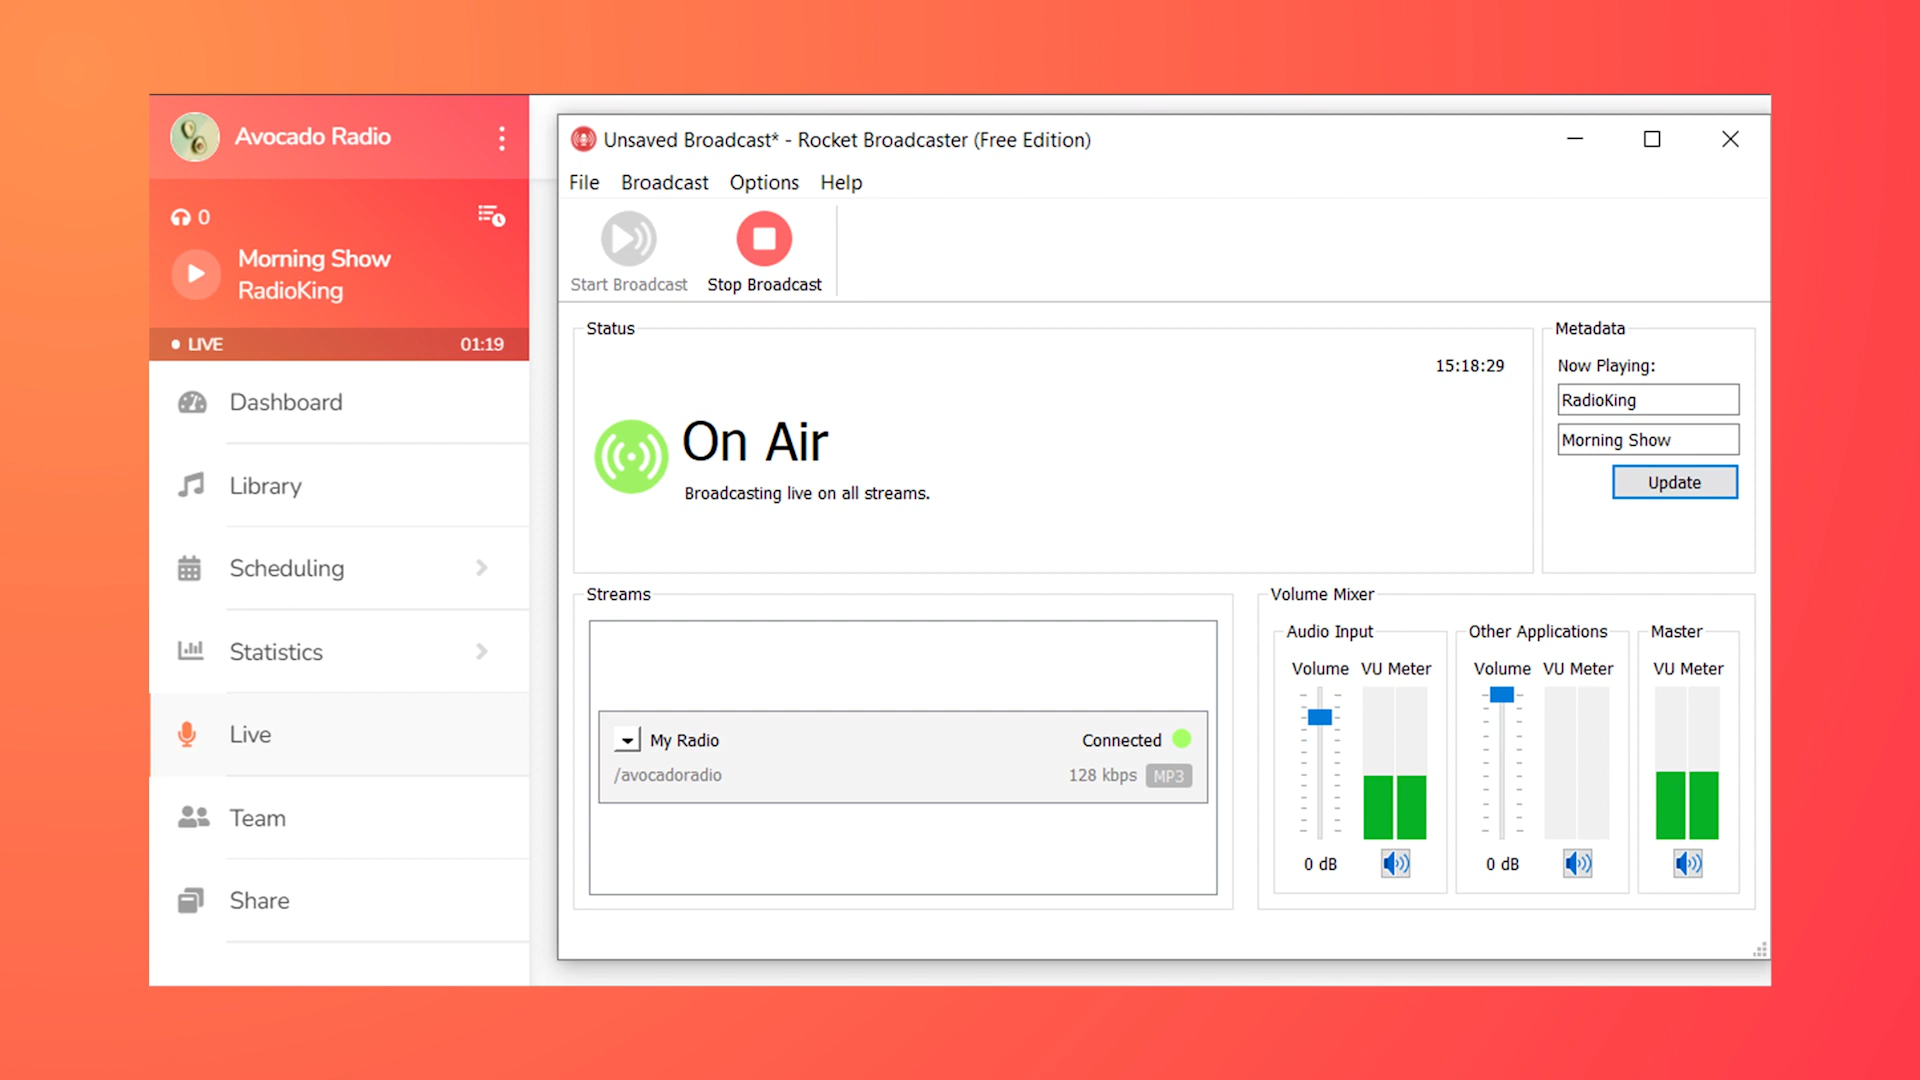 Avocado Radio
0
Morning Show
RadioKing
LIVE 01:19
Dashboard
Library
Scheduling
Statistics
Live
Team
Share
Unsaved Broadcast* - Rocket Broadcaster (Free Edition)
File Broadcast Options Help
Start Broadcast Stop Broadcast
Status
15:18:29
On Air
Broadcasting live on all streams.
Metadata
Now Playing:
RadioKing
Morning Show
Update
Streams
My Radio Connected
/avocadoradio 128 kbps MP3
Volume Mixer
Audio Input
Volume VU Meter
0 dB
Other Applications
Volume VU Meter
0 dB
Master
VU Meter